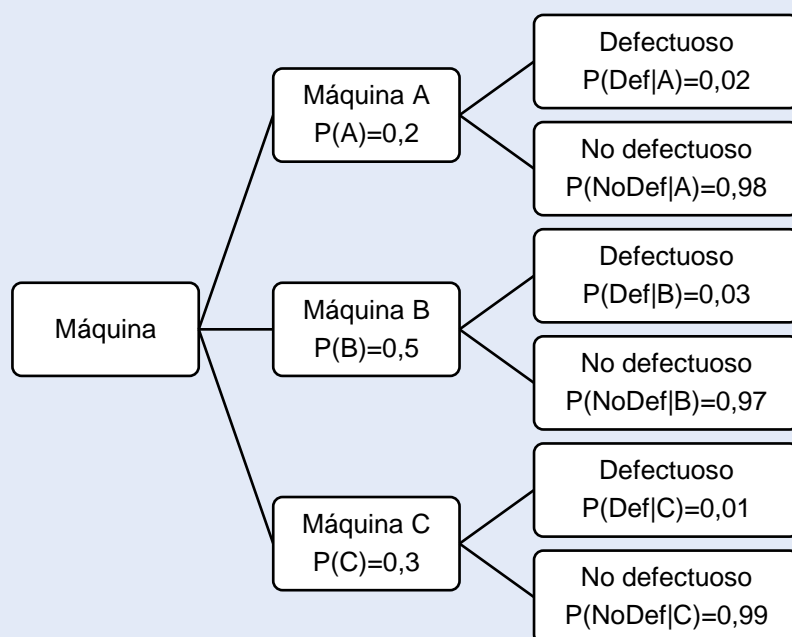 Máquina
Máquina A
P(A)=0,2
Defectuoso
P(Def|A)=0,02
No defectuoso
P(NoDef|A)=0,98
Máquina B
P(B)=0,5
Defectuoso
P(Def|B)=0,03
No defectuoso
P(NoDef|B)=0,97
Máquina C
P(C)=0,3
Defectuoso
P(Def|C)=0,01
No defectuoso
P(NoDef|C)=0,99